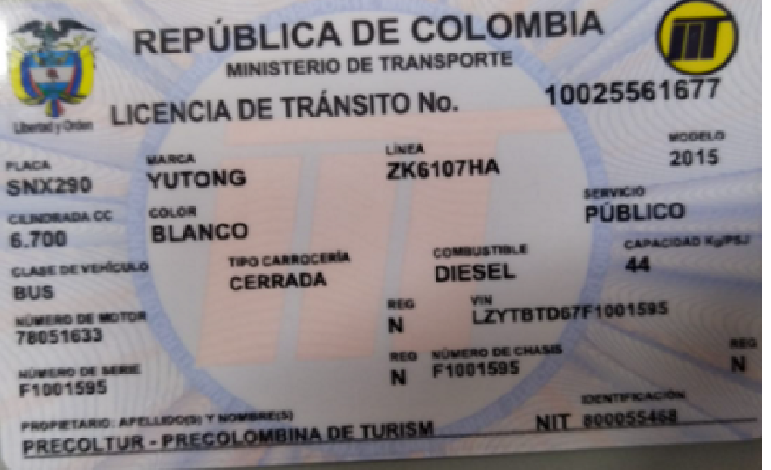 REPÚBLICA DE COLOMBIA
MINISTERIO DE TRANSPORTE
Libertad y Orden
LICENCIA DE TRÁNSITO No. 10025561677
PLACA MARCA LÍNEA MODELO
SNX290 YUTONG ZK6107HA 2015
CILINDRADA CC COLOR SERVICIO
6.700 BLANCO PÚBLICO
CLASE DE VEHÍCULO TIPO CARROCERÍA COMBUSTIBLE CAPACIDAD Kg/PSJ
BUS CERRADA DIESEL 44
NÚMERO DE MOTOR REG VIN
78051633 N LZYTBTD67F1001595
NÚMERO DE SERIE REG NÚMERO DE CHASIS REG
F1001595 N F1001595 N
PROPIETARIO: APELLIDO(S) Y NOMBRE(S) IDENTIFICACIÓN
PRECOLTUR - PRECOLOMBINA DE TURISM NIT 800055468